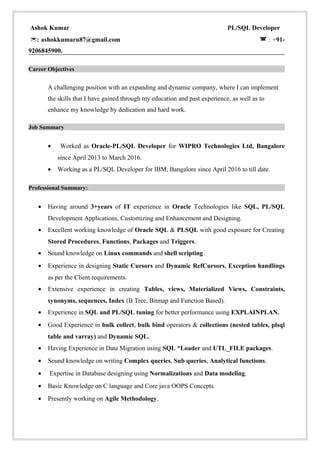 Ashok Kumar PL/SQL Developer
✉: ashokkumaru87@gmail.com ☎ : +91-
9206845900.
Career Objectives
A challenging position with an expanding and dynamic company, where I can implement
the skills that I have gained through my education and past experience, as well as to
enhance my knowledge by dedication and hard work.
Job Summary
• Worked as Oracle-PL/SQL Developer for WIPRO Technologies Ltd, Bangalore
since April 2013 to March 2016.
• Working as a PL/SQL Developer for IBM, Bangalore since April 2016 to till date.
Professional Summary:
• Having around 3+years of IT experience in Oracle Technologies like SQL, PL/SQL
Development Applications, Customizing and Enhancement and Designing.
• Excellent working knowledge of Oracle SQL & PLSQL with good exposure for Creating
Stored Procedures, Functions, Packages and Triggers.
• Sound knowledge on Linux commands and shell scripting.
• Experience in designing Static Cursors and Dynamic RefCursors, Exception handlings
as per the Client requirements.
• Extensive experience in creating Tables, views, Materialized Views, Constraints,
synonyms, sequences, Index (B Tree, Bitmap and Function Based).
• Experience in SQL and PL/SQL tuning for better performance using EXPLAINPLAN.
• Good Experience in bulk collect, bulk bind operators & collections (nested tables, plsql
table and varray) and Dynamic SQL.
• Having Experience in Data Migration using SQL *Loader and UTL_FILE packages.
• Sound knowledge on writing Complex queries, Sub queries, Analytical functions.
• Expertise in Database designing using Normalizations and Data modeling.
• Basic Knowledge on C language and Core java OOPS Concepts
• Presently working on Agile Methodology.